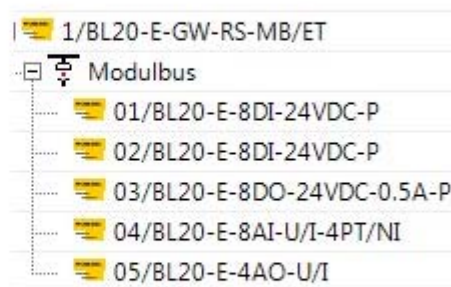 1/BL20-E-GW-RS-MB/ET
Modulbus
01/BL20-E-8DI-24VDC-P
02/BL20-E-8DI-24VDC-P
03/BL20-E-8DO-24VDC-0.5A-P
04/BL20-E-8AI-U/I-4PT/NI
05/BL20-E-4AO-U/I